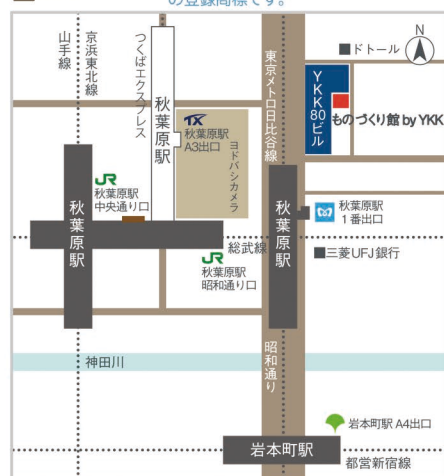 の登録商標です。
山手線
京浜東北線
つくばエクスプレス
秋葉原駅
TX
秋葉原駅
A3出口
ヨドバシカメラ
東京メトロ日比谷線
YKK80ビル
■ドトール
N
ものづくり館 by YKK
JR
秋葉原駅
中央通り口
秋葉原駅
総武線
JR
秋葉原駅
昭和通り口
秋葉原駅
秋葉原駅
1番出口
■三菱UFJ銀行
神田川
昭和通り
岩本町駅 A4出口
岩本町駅
都営新宿線